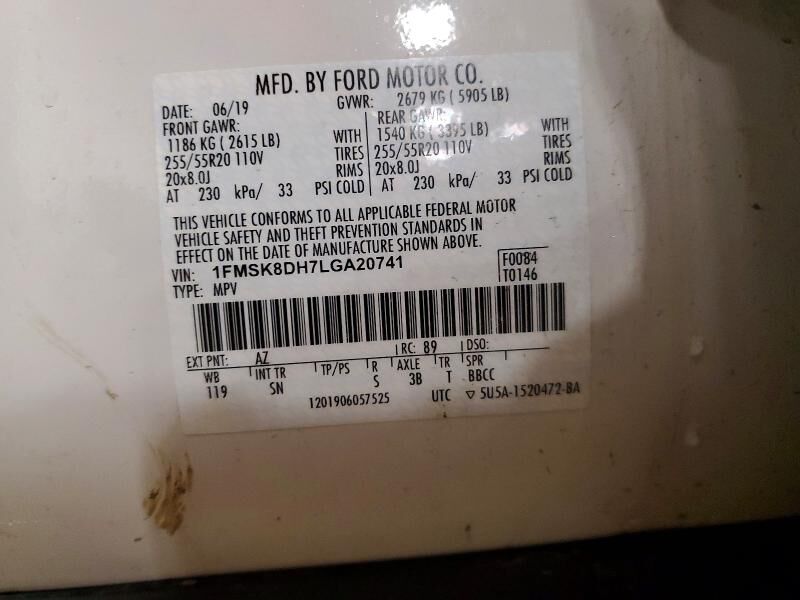 MFD. BY FORD MOTOR CO.
DATE: 06/19 GVWR: 2679 KG ( 5905 LB)
FRONT GAWR: REAR GAWR:
1186 KG ( 2615 LB) WITH 1540 KG ( 3395 LB) WITH
255/55R20 110V TIRES 255/55R20 110V TIRES
20x8.0J RIMS 20x8.0J RIMS
AT 230 kPa/ 33 PSI COLD AT 230 kPa/ 33 PSI COLD
THIS VEHICLE CONFORMS TO ALL APPLICABLE FEDERAL MOTOR
VEHICLE SAFETY AND THEFT PREVENTION STANDARDS IN
EFFECT ON THE DATE OF MANUFACTURE SHOWN ABOVE.
VIN: 1FMSK8DH7LGA20741 F0084
TYPE: MPV T0146
EXT PNT: AZ RC: 89 DSO:
WB INT TR TP/PS R AXLE TR SPR
119 SN S 3B T BBCC
1201906057525 UTC ▽ 5U5A-1520472-BA